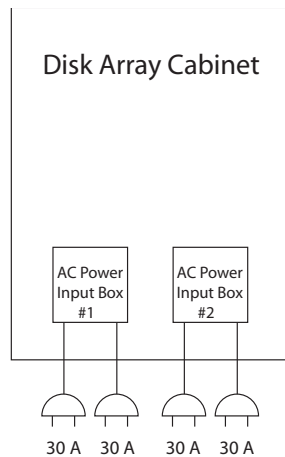 Disk Array Cabinet
AC Power
Input Box
#1
AC Power
Input Box
#2
30 A 30 A 30 A 30 A